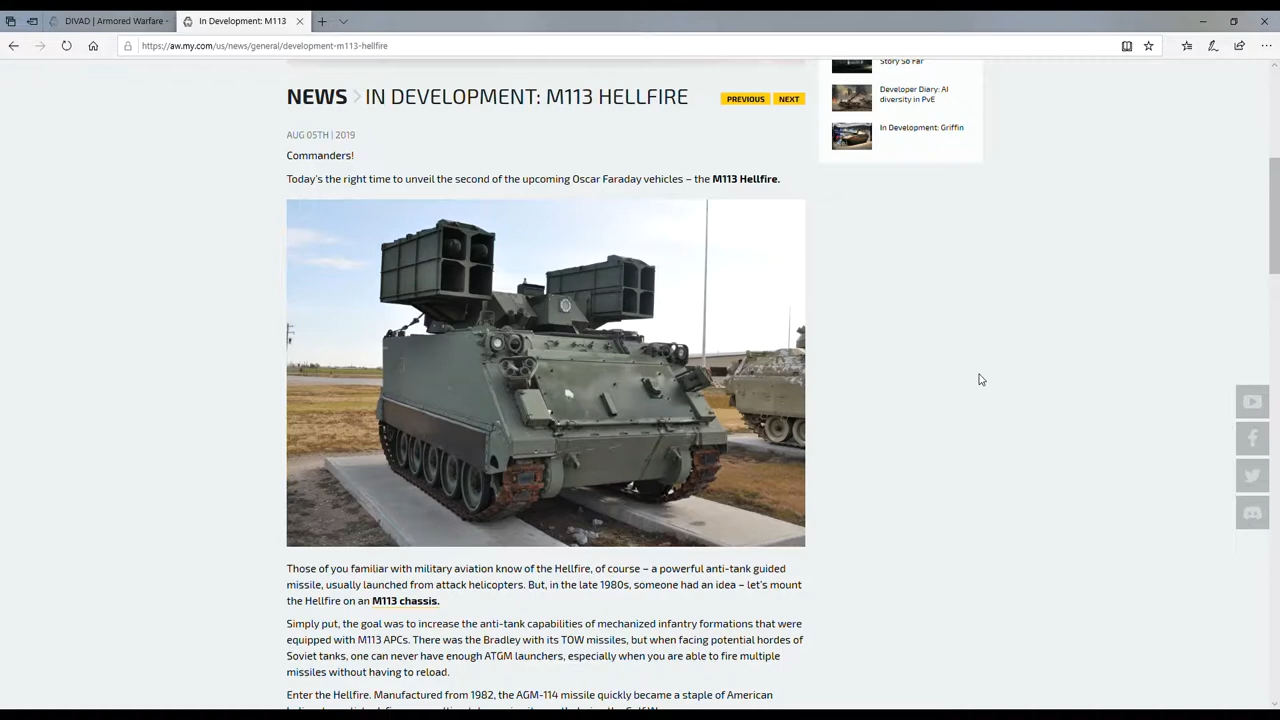 DIVAD | Armored Warfare -
In Development: M113
https://aw.my.com/us/news/general/development-m113-hellfire
Story So Far
NEWS > IN DEVELOPMENT: M113 HELLFIRE
PREVIOUS
NEXT
Developer Diary: AI
diversity in PvE
In Development: Griffin
AUG 05TH | 2019
Commanders!
Today's the right time to unveil the second of the upcoming Oscar Faraday vehicles – the M113 Hellfire.
Those of you familiar with military aviation know of the Hellfire, of course – a powerful anti-tank guided
missile, usually launched from attack helicopters. But, in the late 1980s, someone had an idea – let's mount
the Hellfire on an M113 chassis.
Simply put, the goal was to increase the anti-tank capabilities of mechanized infantry formations that were
equipped with M113 APCs. There was the Bradley with its TOW missiles, but when facing potential hordes of
Soviet tanks, one can never have enough ATGM launchers, especially when you are able to fire multiple
missiles without having to reload.
Enter the Hellfire. Manufactured from 1982, the AGM-114 missile quickly became a staple of American